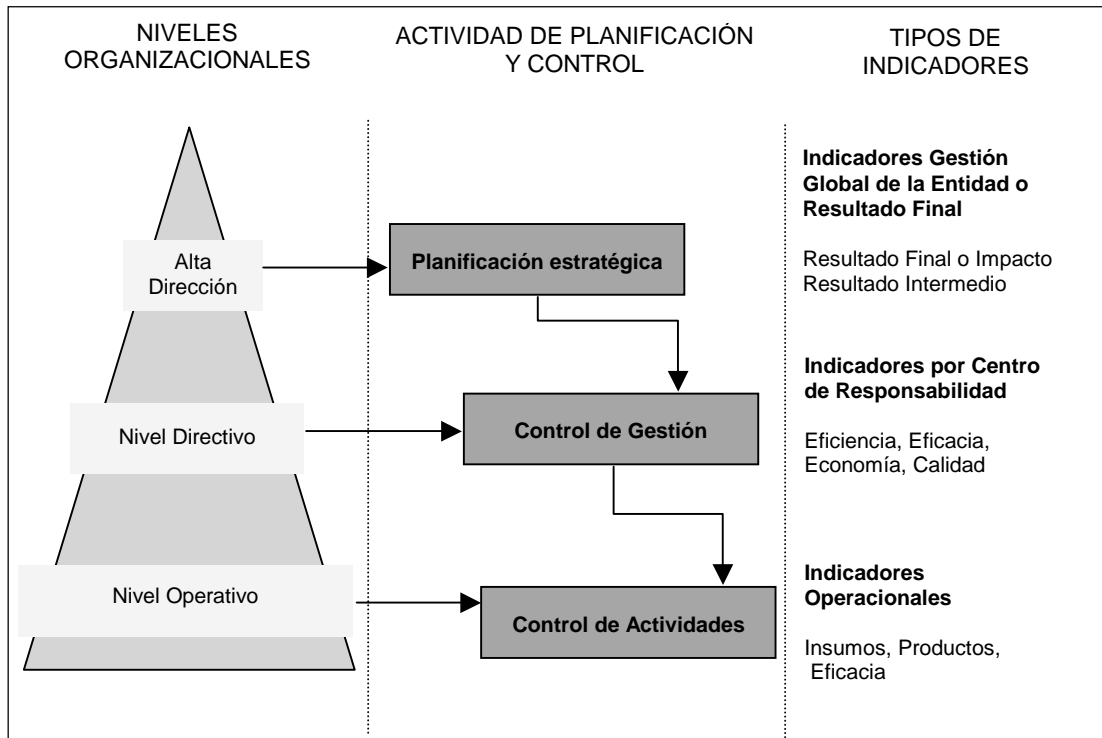 NIVELES
ORGANIZACIONALES
ACTIVIDAD DE PLANIFICACIÓN
Y CONTROL
TIPOS DE
INDICADORES
Alta
Dirección
Planificación estratégica
Indicadores Gestión
Global de la Entidad o
Resultado Final
Resultado Final o Impacto
Resultado Intermedio
Nivel Directivo
Control de Gestión
Indicadores por Centro
de Responsabilidad
Eficiencia, Eficacia,
Economía, Calidad
Nivel Operativo
Control de Actividades
Indicadores
Operacionales
Insumos, Productos,
Eficacia